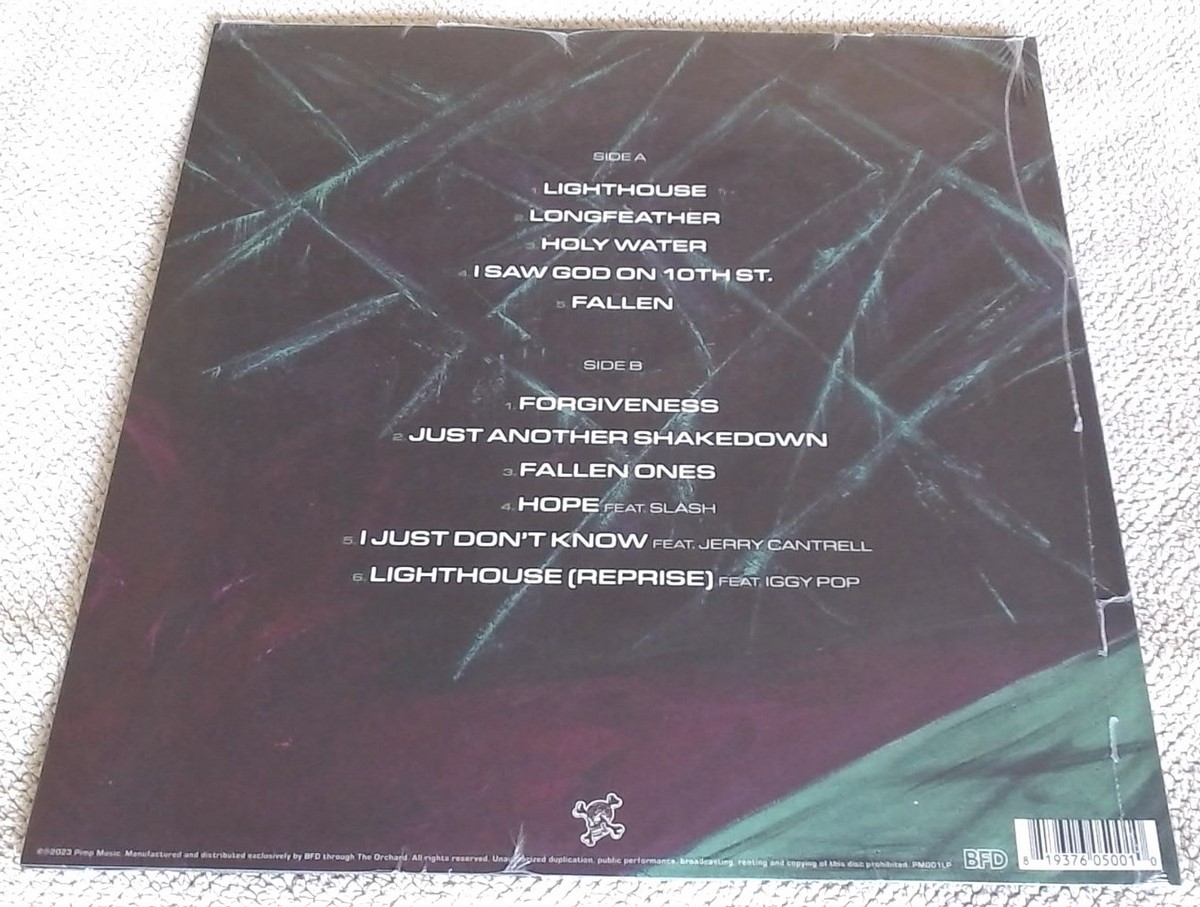 SIDE A
1. LIGHTHOUSE
2. LONGFEATHER
3. HOLY WATER
4. I SAW GOD ON 10TH ST.
5. FALLEN
SIDE B
1. FORGIVENESS
2. JUST ANOTHER SHAKEDOWN
3. FALLEN ONES
4. HOPE FEAT. SLASH
5. I JUST DON'T KNOW FEAT. JERRY CANTRELL
6. LIGHTHOUSE (REPRISE) FEAT. IGGY POP
©℗2023 Pimp Music. Manufactured and distributed exclusively by BFD through The Orchard. All rights reserved. Unauthorized duplication, public performance, broadcasting, renting and copying of this disc prohibited. PM001LP
BFD
8 19376 05001 0